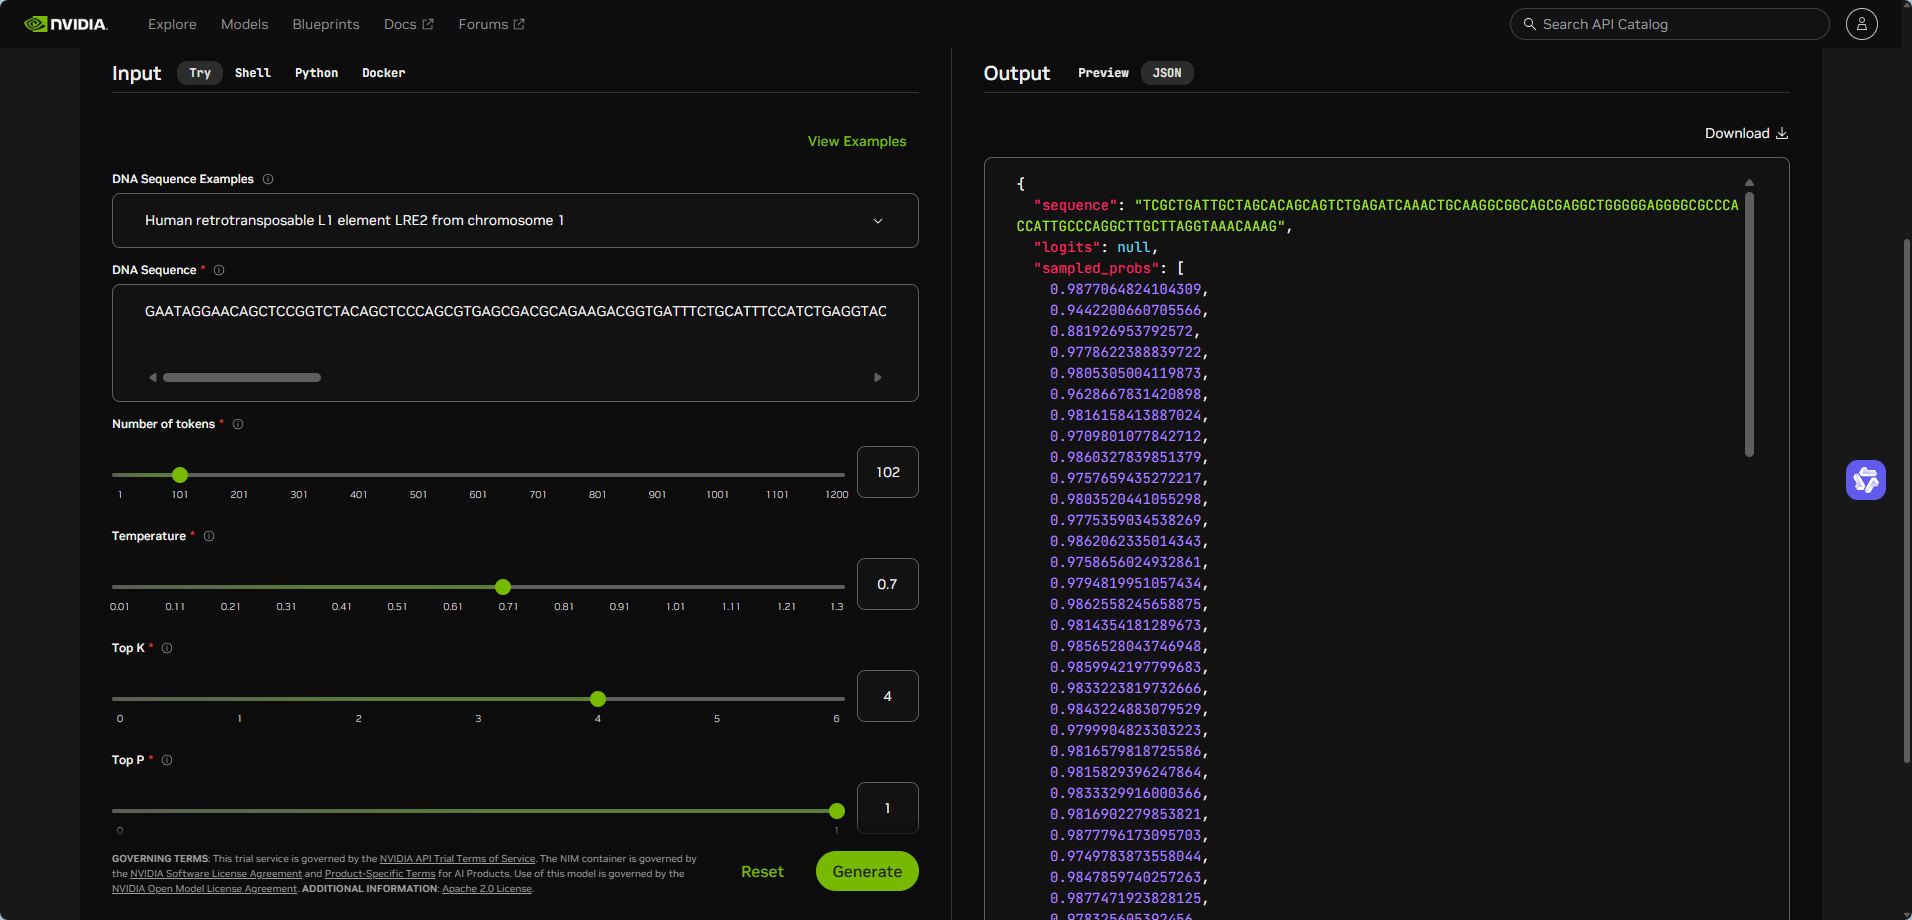 NVIDIA.
Explore
Models
Blueprints
Docs
Forums
Search API Catalog
Input
Try
Shell
Python
Docker
View Examples
DNA Sequence Examples
Human retrotransposable L1 element LRE2 from chromosome 1
DNA Sequence *
GAATAGGAACAGCTCCGGTCTACAGCTCCCAGCGTGAGCGACGCAGAAGACGGTGATTTCTGCATTTCCATCTGAGGTAC
Number of tokens *
102
1 101 201 301 401 501 601 701 801 901 1001 1101 1200
Temperature *
0.7
0.01 0.11 0.21 0.31 0.41 0.51 0.61 0.71 0.81 0.91 1.01 1.11 1.21 1.3
Top K *
4
0 1 2 3 4 5 6
Top P *
1
0 1
GOVERNING TERMS: This trial service is governed by the NVIDIA API Trial Terms of Service. The NIM container is governed by
the NVIDIA Software License Agreement and Product-Specific Terms for AI Products. Use of this model is governed by the
NVIDIA Open Model License Agreement. ADDITIONAL INFORMATION: Apache 2.0 License.
Reset
Generate
Output
Preview
JSON
Download
{
"sequence": "TCGCTGATTGCTAGCACAGCAGTCTGAGATCAAACTGCAAGGCGGCAGCGAGGCTGGGGGAGGGGCGCCCA
CCATTGCCCAGGCTTGCTTAGGTAAACAAAG",
"logits": null,
"sampled_probs": [
0.9877064824104309,
0.9442200660705566,
0.881926953792572,
0.9778622388839722,
0.9805305004119873,
0.9628667831420898,
0.9816158413887024,
0.9709801077842712,
0.9860327839851379,
0.9757659435272217,
0.9803520441055298,
0.9775359034538269,
0.9862062335014343,
0.9758656024932861,
0.9794819951057434,
0.9862558245658875,
0.9814354181289673,
0.9856528043746948,
0.9859942197799683,
0.9833223819732666,
0.9843224883079529,
0.9799904823303223,
0.9816579818725586,
0.9815829396247864,
0.9833329916000366,
0.9816902279853821,
0.9877796173095703,
0.9749783873558044,
0.9847859740257263,
0.9877471923828125,
0.978325605392456,